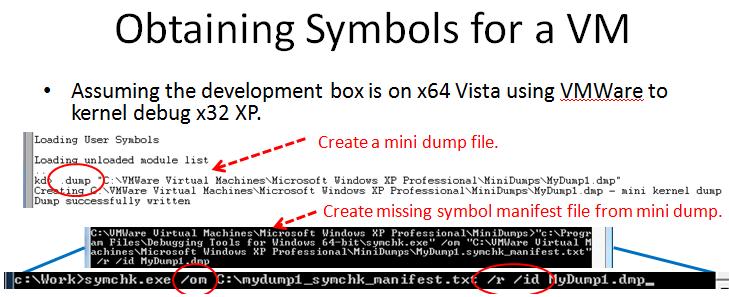 Obtaining Symbols for a VM
• Assuming the development box is on x64 Vista using VMWare to
kernel debug x32 XP.
Loading User Symbols
Loading unloaded module list
..
kd> .dump "C:\VMWare Virtual Machines\Microsoft Windows XP Professional\MiniDumps\MyDump1.dmp"
Creating C:\VMWare Virtual Machines\Microsoft Windows XP Professional\MiniDumps\MyDump1.dmp - mini kernel dump
Dump successfully written
Create a mini dump file.
Create missing symbol manifest file from mini dump.
C:\VMWare Virtual Machines\Microsoft Windows XP Professional\MiniDumps>"c:\Progr
am Files\Debugging Tools for Windows 64-bit\symchk.exe" /om "C:\VMWare Virtual M
achines\Microsoft Windows XP Professional\MiniDumps\MyDump1.symchk_manifest.txt"
/r /id MyDump1.dmp
c:\Work>symchk.exe /om C:\mydump1_symchk_manifest.txt /r /id MyDump1.dmp_